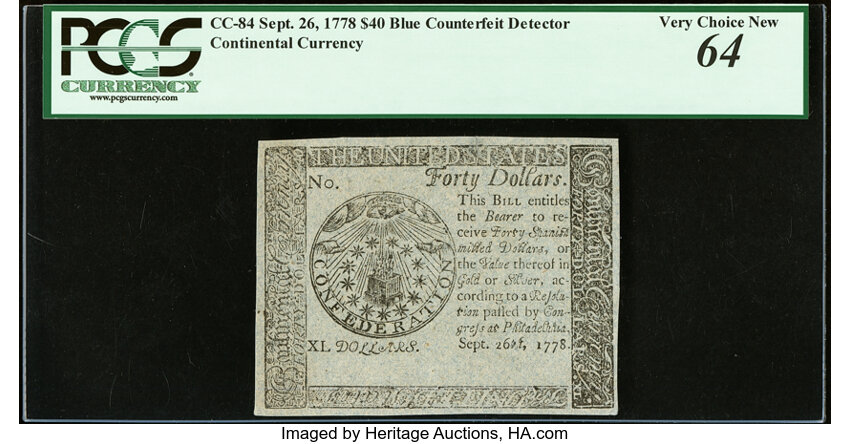 CC-84 Sept. 26, 1778 $40 Blue Counterfeit Detector
Very Choice New
Continental Currency
64
PCGS
CURRENCY
www.pcgscurrency.com
THE UNITED STATES
No.
Forty Dollars.
This BILL entitles
the Bearer to re-
ceive Forty Spanish
milled Dollars, or
the Value thereof in
Gold or Silver, ac-
cording to a Resolu-
tion passed by Con-
gress at Philadelphia
Sept. 26th, 1778.
CONFEDERATION
XL DOLLARS.
Continental Currency
Imaged by Heritage Auctions, HA.com